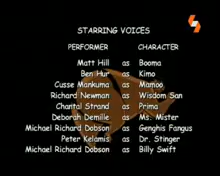 STARRING VOICES
PERFORMER CHARACTER
Matt Hill as Booma
Ben Hur as Kimo
Cusse Mankuma as Mamoo
Richard Newman as Wisdom San
Chantal Strand as Prima
Deborah Demille as Ms. Mister
Michael Richard Dobson as Genghis Fangus
Peter Kelamis as Dr. Stinger
Michael Richard Dobson as Billy Swift